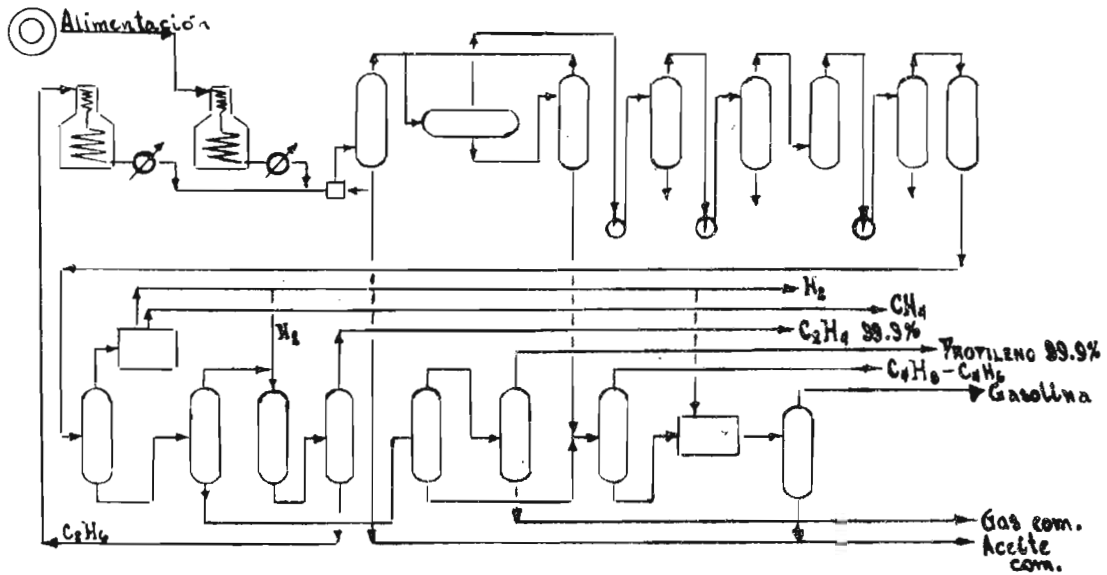 Alimentación
H₂
CH₄
H₂
C₂H₄ 99.9%
PROPILENO 99.9%
C₄H₈-C₄H₆
Gasolina
C₂H₆
Gas com.
Aceite
com.